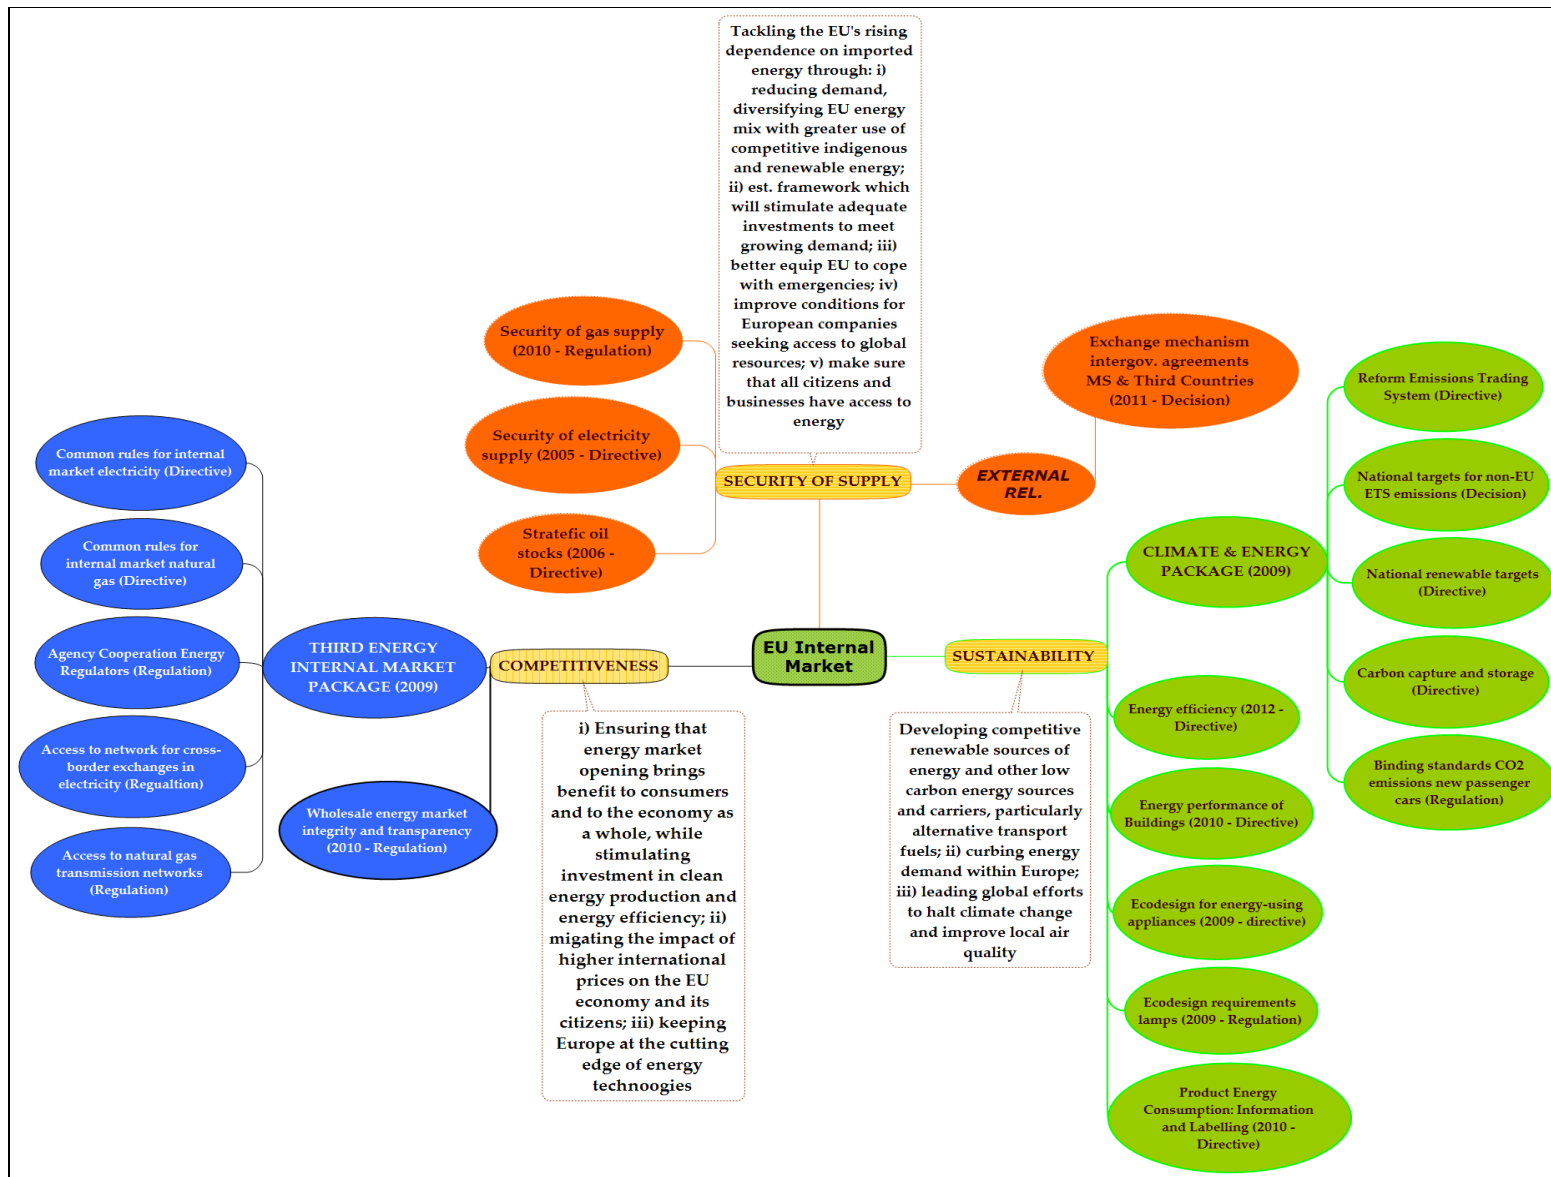 Tackling the EU's rising
dependence on imported
energy through: i)
reducing demand,
diversifying EU energy
mix with greater use of
competitive indigenous
and renewable energy;
ii) est. framework which
will stimulate adequate
investments to meet
growing demand; iii)
better equip EU to cope
with emergencies; iv)
improve conditions for
European companies
seeking access to global
resources; v) make sure
that all citizens and
businesses have access to
energy
Security of gas supply
(2010 - Regulation)
Security of electricity
supply (2005 - Directive)
Stratefic oil
stocks (2006 -
Directive)
SECURITY OF SUPPLY
EXTERNAL
REL.
Exchange mechanism
intergov. agreements
MS & Third Countries
(2011 - Decision)
Common rules for internal
market electricity (Directive)
Common rules for
internal market natural
gas (Directive)
Agency Cooperation Energy
Regulators (Regulation)
Access to network for cross-
border exchanges in
electricity (Regualtion)
Access to natural gas
transmission networks
(Regulation)
THIRD ENERGY
INTERNAL MARKET
PACKAGE (2009)
Wholesale energy market
integrity and transparency
(2010 - Regulation)
COMPETITIVENESS
i) Ensuring that
energy market
opening brings
benefit to consumers
and to the economy as
a whole, while
stimulating
investment in clean
energy production and
energy efficiency; ii)
migating the impact of
higher international
prices on the EU
economy and its
citizens; iii) keeping
Europe at the cutting
edge of energy
technoogies
EU Internal
Market
SUSTAINABILITY
Developing competitive
renewable sources of
energy and other low
carbon energy sources
and carriers, particularly
alternative transport
fuels; ii) curbing energy
demand within Europe;
iii) leading global efforts
to halt climate change
and improve local air
quality
CLIMATE & ENERGY
PACKAGE (2009)
Energy efficiency (2012 -
Directive)
Energy performance of
Buildings (2010 - Directive)
Ecodesign for energy-using
appliances (2009 - directive)
Ecodesign requirements
lamps (2009 - Regulation)
Product Energy
Consumption: Information
and Labelling (2010 -
Directive)
Reform Emissions Trading
System (Directive)
National targets for non-EU
ETS emissions (Decision)
National renewable targets
(Directive)
Carbon capture and storage
(Directive)
Binding standards CO2
emissions new passenger
cars (Regulation)